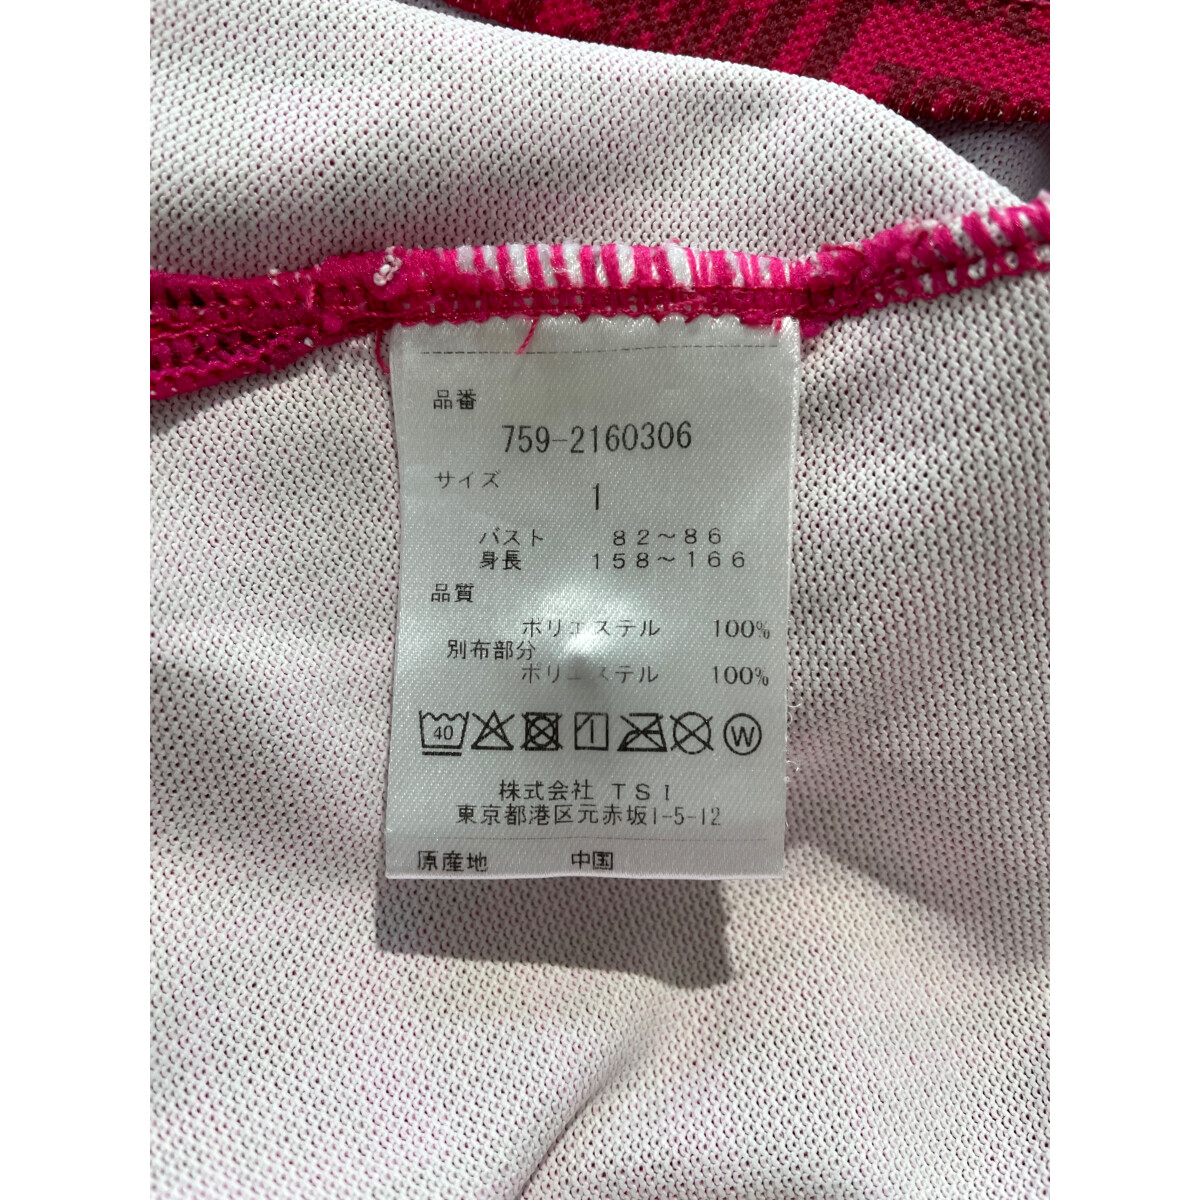 品番
759-2160306
サイズ
1
バスト 82～86
身長 158～166
品質
ポリエステル 100%
別布部分
ポリエステル 100%
40 W
株式会社 TSI
東京都港区元赤坂1-5-12
原産地 中国